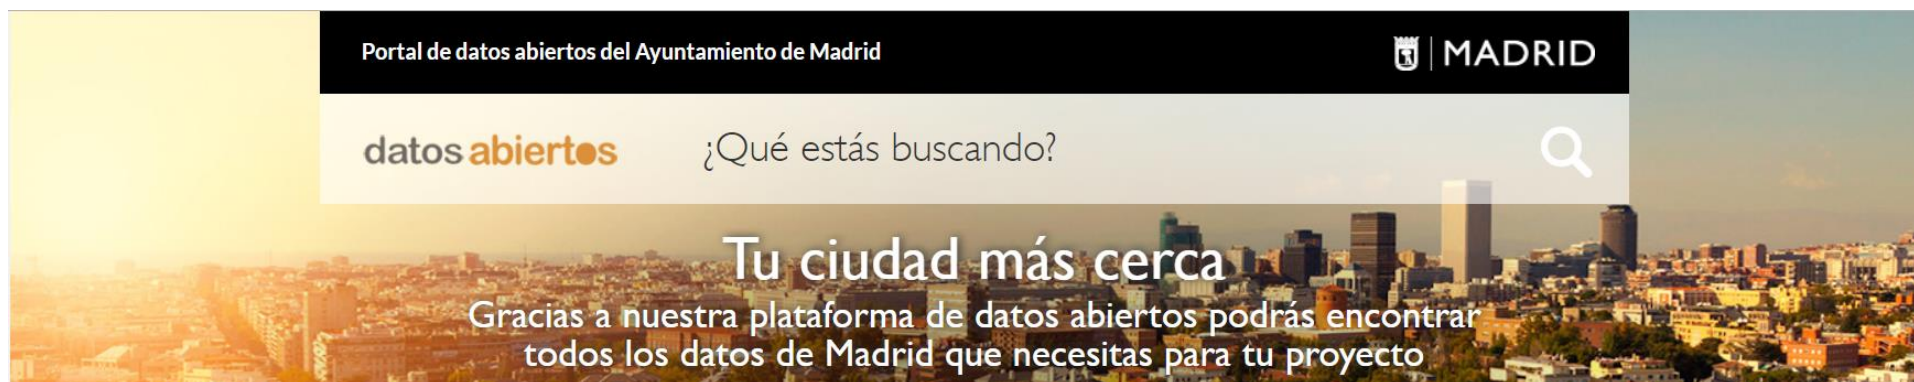 Portal de datos abiertos del Ayuntamiento de Madrid
MADRID
datos abiertos
¿Qué estás buscando?
Tu ciudad más cerca
Gracias a nuestra plataforma de datos abiertos podrás encontrar
todos los datos de Madrid que necesitas para tu proyecto